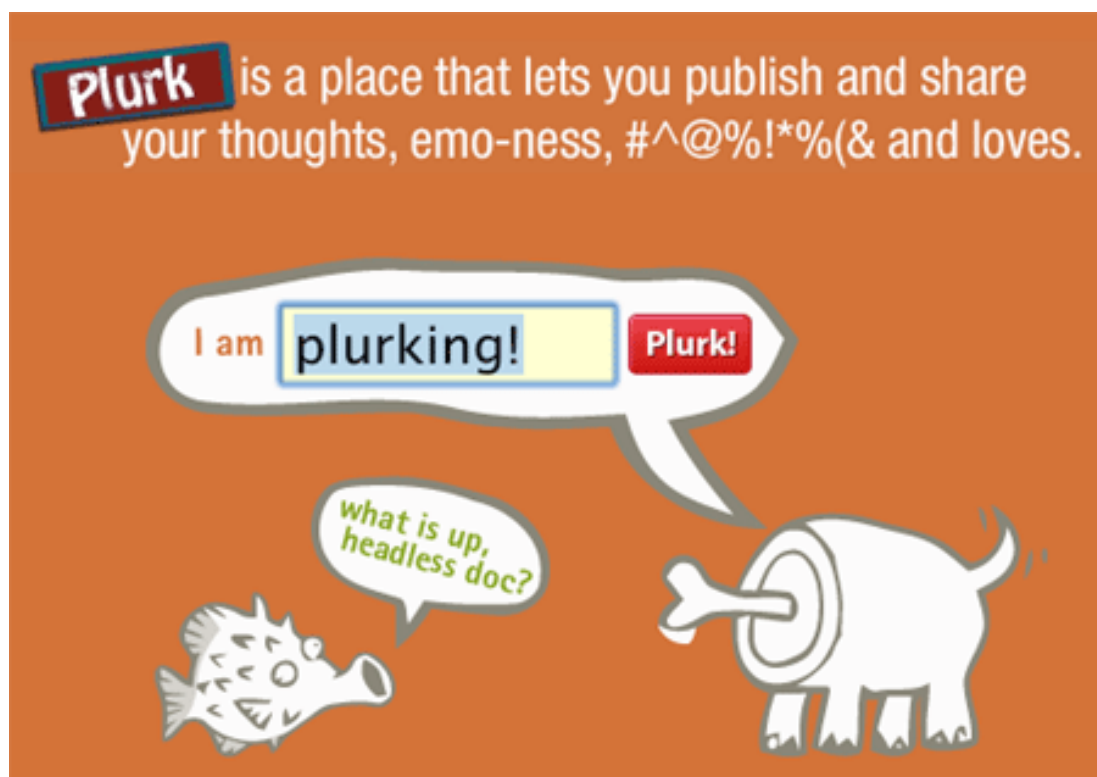 Plurk is a place that lets you publish and share
your thoughts, emo-ness, #^@%!*%(& and loves.
I am plurking! Plurk!
what is up,
headless doc?